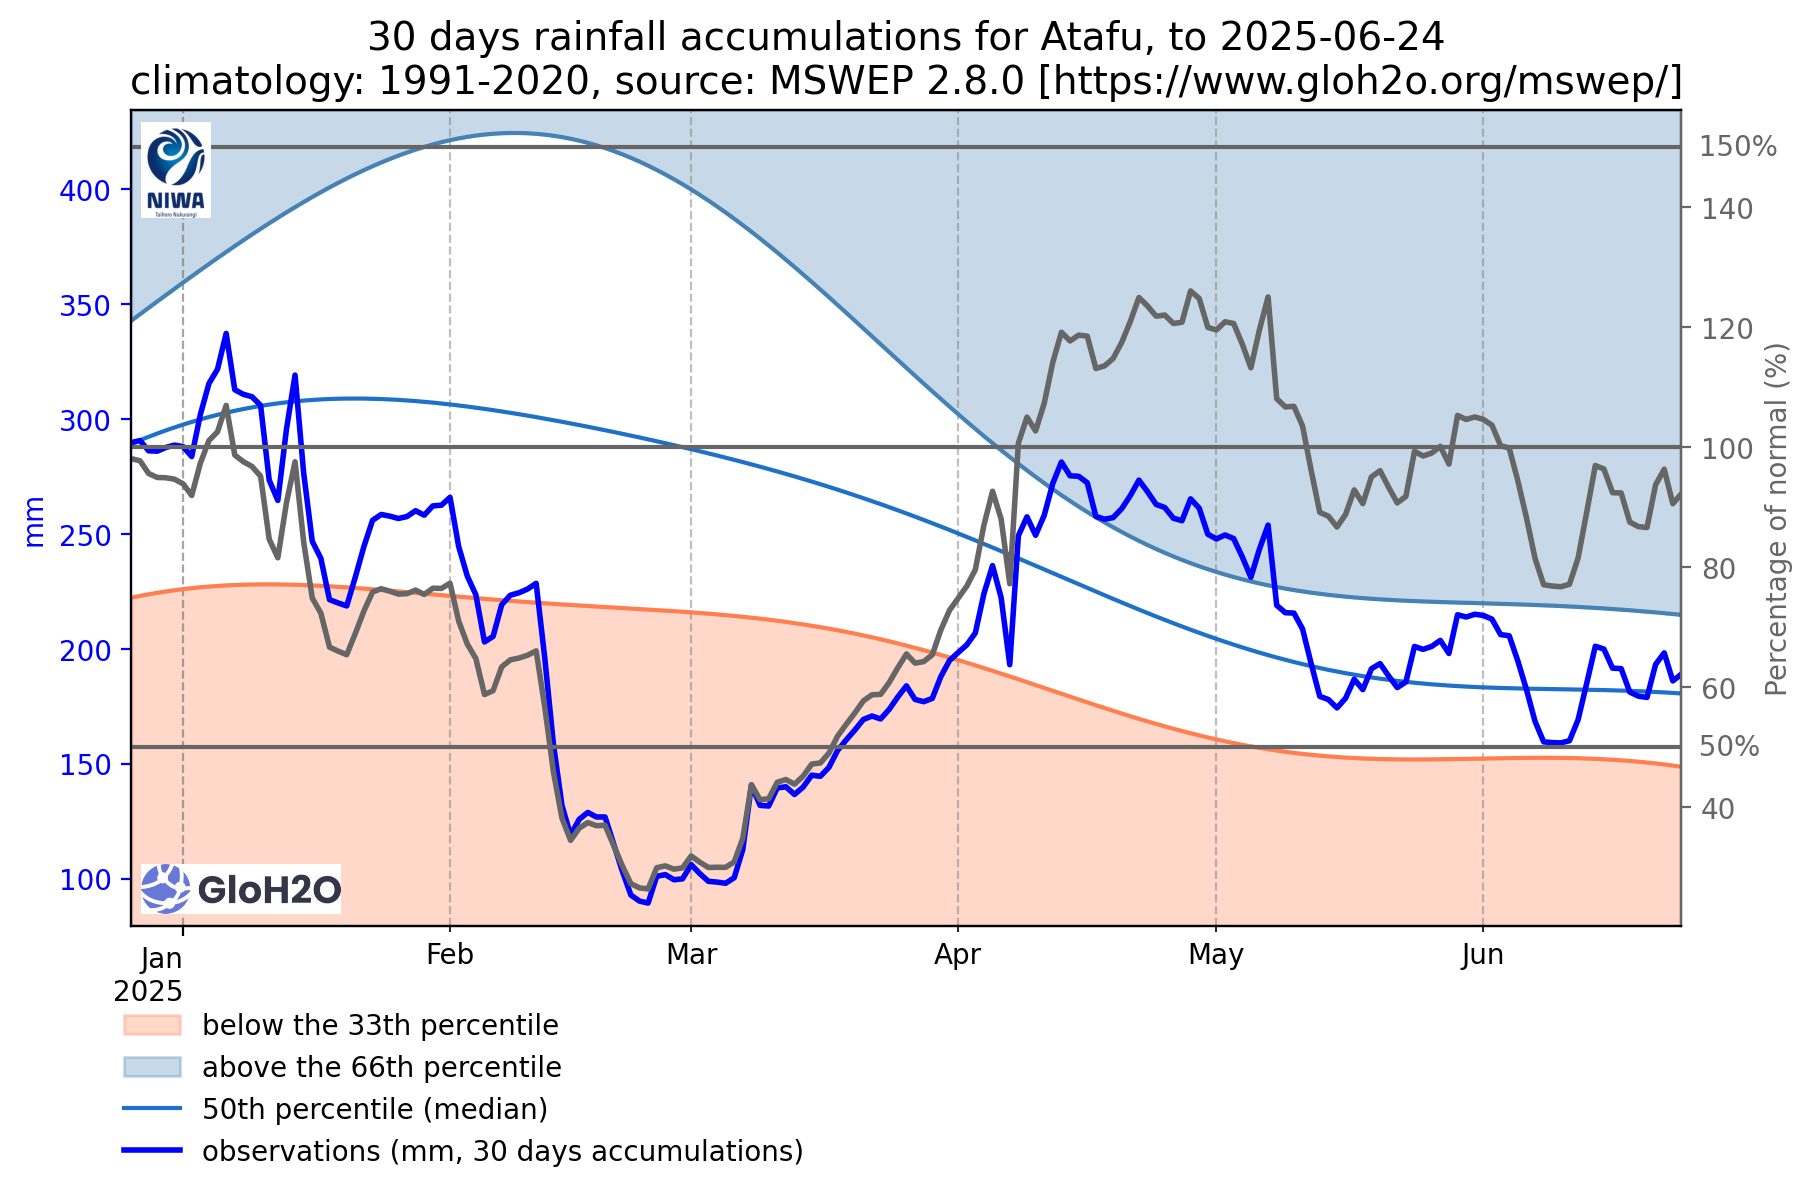 30 days rainfall accumulations for Atafu, to 2025-06-24
climatology: 1991-2020, source: MSWEP 2.8.0 [https://www.gloh2o.org/mswep/]
NIWA
Taihoro Nukurangi
400
350
300
250
200
150
100
mm
150%
140
120
100
80
60
50%
40
Percentage of normal (%)
GloH2O
Jan
2025
Feb
Mar
Apr
May
Jun
below the 33th percentile
above the 66th percentile
50th percentile (median)
observations (mm, 30 days accumulations)